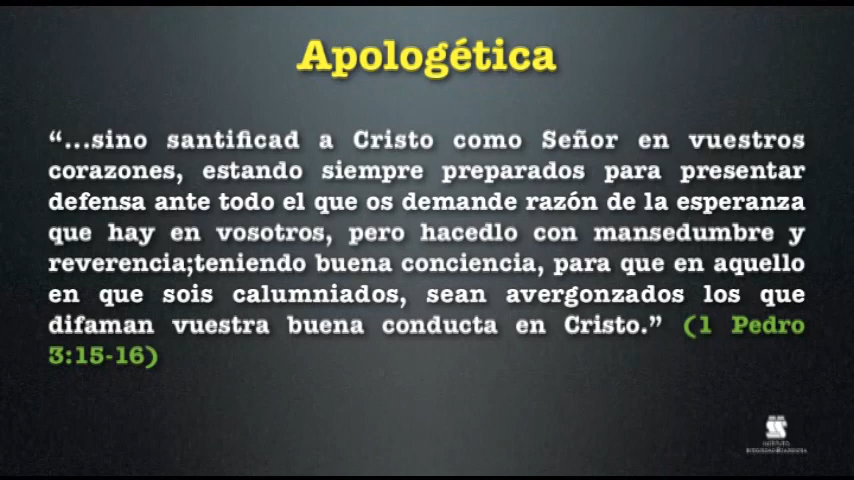 Apologética
“...sino santificad a Cristo como Señor en vuestros
corazones, estando siempre preparados para presentar
defensa ante todo el que os demande razón de la esperanza
que hay en vosotros, pero hacedlo con mansedumbre y
reverencia;teniendo buena conciencia, para que en aquello
en que sois calumniados, sean avergonzados los que
difaman vuestra buena conducta en Cristo.” (1 Pedro
3:15-16)